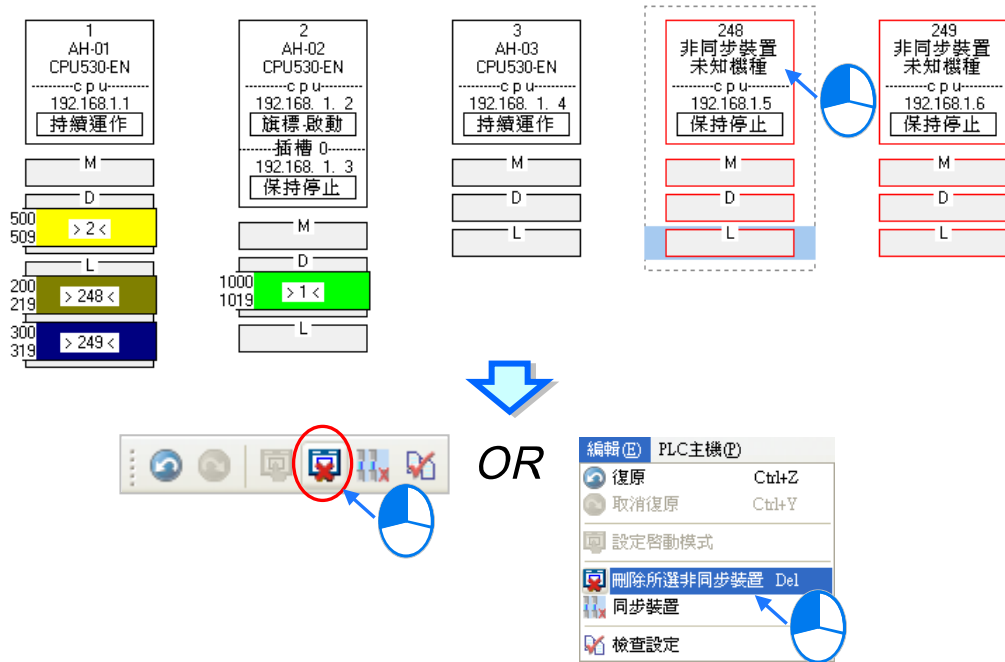 1
AH-01
CPU530-EN
cpu
192.168.1.1
持續運作
M
D
500
509
> 2 <
L
200
219
> 248 <
300
319
> 249 <
2
AH-02
CPU530-EN
cpu
192.168. 1. 2
旗標-啟動
插槽 0
192.168. 1. 3
保持停止
M
D
1000
1019
> 1 <
L
3
AH-03
CPU530-EN
cpu
192.168. 1. 4
持續運作
M
D
L
248
非同步裝置
未知機種
cpu
192.168.1.5
保持停止
M
D
L
249
非同步裝置
未知機種
cpu
192.168.1.6
保持停止
M
D
L
OR
編輯(E) PLC主機(P)
復原 Ctrl+Z
取消復原 Ctrl+Y
設定啓動模式
刪除所選非同步裝置 Del
同步裝置
檢查設定